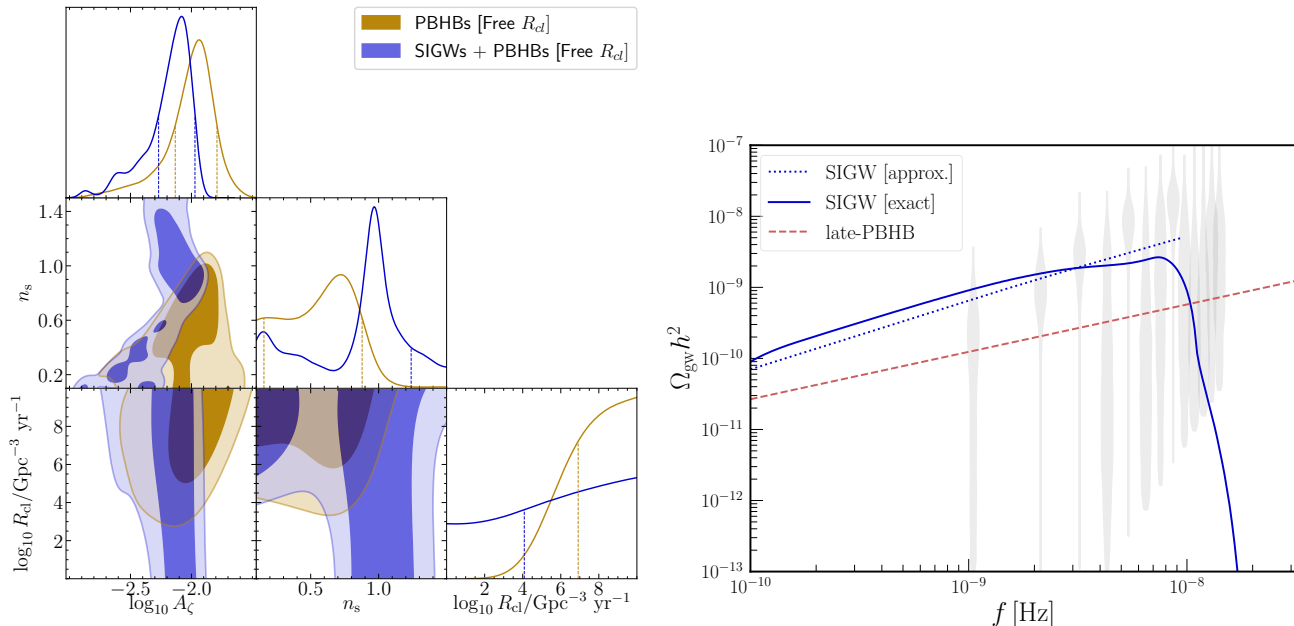 PBHBs [Free R_cl]
SIGWs + PBHBs [Free R_cl]
1.4
1.0
0.6
0.2
n_s
8
6
4
2
log₁₀ R_cl/Gpc⁻³ yr⁻¹
−2.5
−2.0
log₁₀ A_ζ
0.5
1.0
n_s
2
4
6
8
log₁₀ R_cl/Gpc⁻³ yr⁻¹
SIGW [approx.]
SIGW [exact]
late-PBHB
10⁻⁷
10⁻⁸
10⁻⁹
10⁻¹⁰
10⁻¹¹
10⁻¹²
10⁻¹³
Ω_gw h²
10⁻¹⁰
10⁻⁹
10⁻⁸
f [Hz]